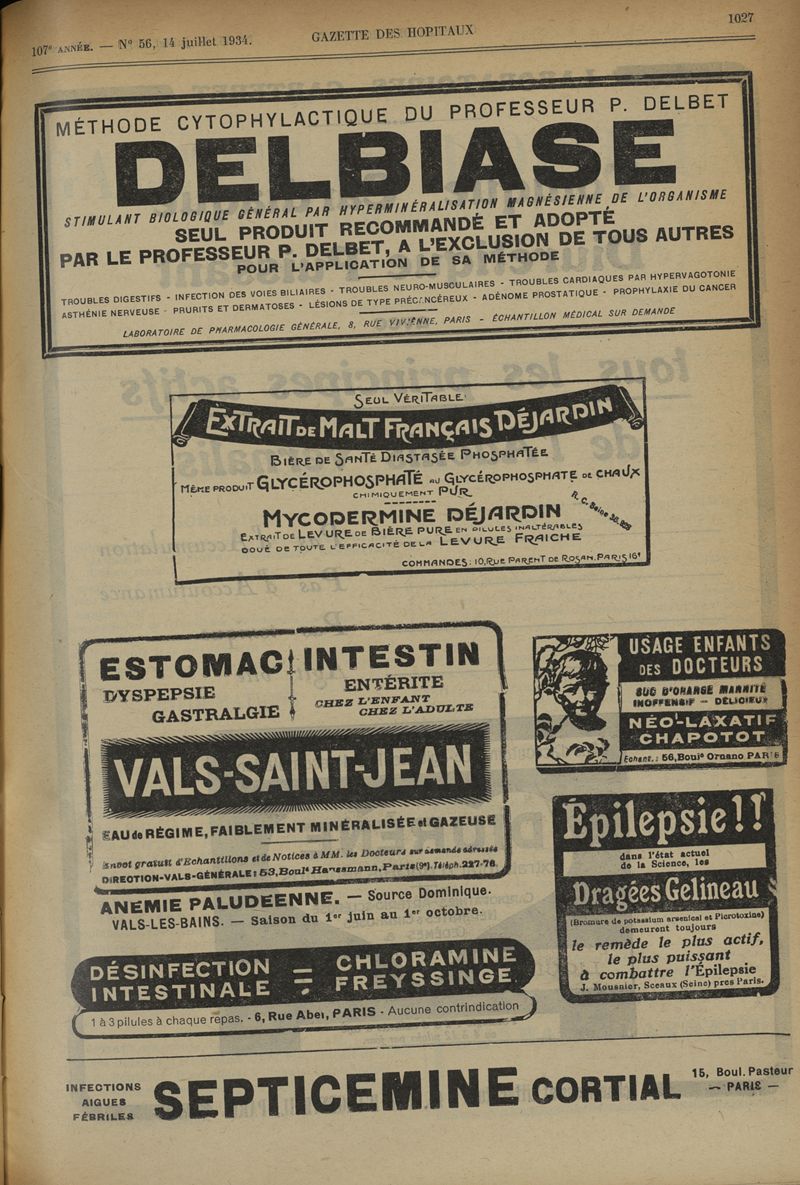 107e ANNÉE. — N° 56, 14 juillet 1934.
GAZETTE DES HOPITAUX
1027
MÉTHODE CYTOPHYLACTIQUE DU PROFESSEUR P. DELBET
DELBIASE
STIMULANT BIOLOGIQUE GÉNÉRAL PAR HYPERMINÉRALISATION MAGNÉSIENNE DE L'ORGANISME
SEUL PRODUIT RECOMMANDÉ ET ADOPTÉ
PAR LE PROFESSEUR P. DELBET, A L'EXCLUSION DE TOUS AUTRES
POUR L'APPLICATION DE SA MÉTHODE
TROUBLES DIGESTIFS - INFECTION DES VOIES BILIAIRES - TROUBLES NEURO-MUSCULAIRES - TROUBLES CARDIAQUES PAR HYPERVAGOTONIE
ASTHÉNIE NERVEUSE - PRURITS ET DERMATOSES - LÉSIONS DE TYPE PRÉCANCÉREUX - ADÉNOME PROSTATIQUE - PROPHYLAXIE DU CANCER
LABORATOIRE DE PHARMACOLOGIE GÉNÉRALE, 8, RUE VIVIENNE, PARIS - ÉCHANTILLON MÉDICAL SUR DEMANDE
SEUL VÉRITABLE
EXTRAIT DE MALT FRANÇAIS DÉJARDIN
BIÈRE DE SANTÉ DIASTASÉE PHOSPHATÉE
MÊME PRODUIT GLYCÉROPHOSPHATÉ AU GLYCÉROPHOSPHATE DE CHAUX
CHIMIQUEMENT PUR
R. C. Seine 30.929
MYCODERMINE DÉJARDIN
EXTRAIT DE LEVURE DE BIÈRE PURE EN PILULES INALTÉRABLES
DOUÉ DE TOUTE L'EFFICACITÉ DE LA LEVURE FRAICHE
COMMANDES : 10, RUE PARENT DE ROSAN, PARIS 16e
ESTOMAC INTESTIN
DYSPEPSIE
GASTRALGIE
ENTÉRITE
CHEZ L'ENFANT
CHEZ L'ADULTE
VALS-SAINT-JEAN
EAU de RÉGIME, FAIBLEMENT MINÉRALISÉE et GAZEUSE
Envoi gratuit d'Echantillons et de Notices à MM. les Docteurs sur demande adressée
DIRECTION-VALS-GÉNÉRALE: 53, Boult Haussmann, Paris (9e). Téléph. 227-76.
ANEMIE PALUDEENNE. — Source Dominique.
VALS-LES-BAINS. — Saison du 1er juin au 1er octobre.
USAGE ENFANTS
DES DOCTEURS
SUC D'ORANGE MANNITÉ
INOFFENSIF — DÉLICIEUX
NÉO-LAXATIF
CHAPOTOT
Echant.: 56, Boulд Ornano PARIS
Épilepsie!!
dans l'état actuel
de la Science, les
Dragées Gelineau
(Bromure de potassium arsenical et Picrotoxine)
demeurent toujours
le remède le plus actif,
le plus puissant
à combattre l'Épilepsie
J. Mousnier, Sceaux (Seine) près Paris.
DÉSINFECTION
INTESTINALE
CHLORAMINE
FREYSSINGE
1 à 3 pilules à chaque repas. - 6, Rue Abel, PARIS - Aucune contrindication
INFECTIONS
AIGUES
FÉBRILES
SEPTICEMINE CORTIAL
15, Boul. Pasteur
— PARIS —